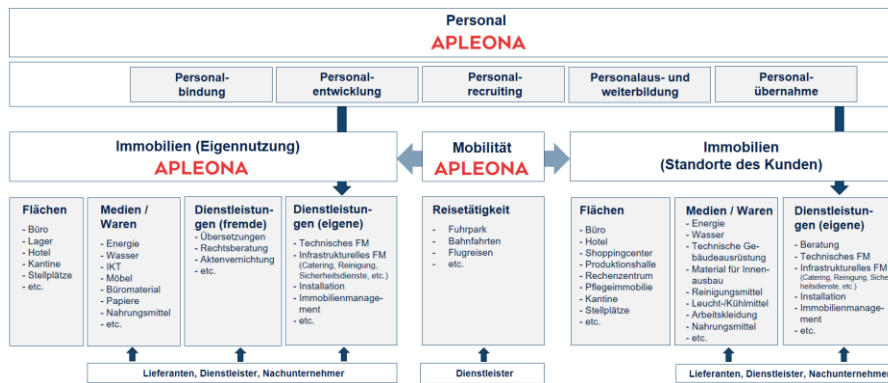 Personal
APLEONA
Personal-
bindung
Personal-
entwicklung
Personal-
recruiting
Personalaus- und
weiterbildung
Personal-
übernahme
Immobilien (Eigennutzung)
APLEONA
Mobilität
APLEONA
Immobilien
(Standorte des Kunden)
Flächen
- Büro
- Lager
- Hotel
- Kantine
- Stellplätze
- etc.
Medien /
Waren
- Energie
- Wasser
- IKT
- Möbel
- Büromaterial
- Papiere
- Nahrungsmittel
- etc.
Dienstleistun-
gen (fremde)
- Übersetzungen
- Rechtsberatung
- Aktenvernichtung
- etc.
Dienstleistun-
gen (eigene)
- Technisches FM
- Infrastrukturelles FM
(Catering, Reinigung,
Sicherheitsdienste, etc.)
- Installation
- Immobilienmanage-
ment
- etc.
Reisetätigkeit
- Fuhrpark
- Bahnfahrten
- Flugreisen
- etc.
Flächen
- Büro
- Hotel
- Shoppingcenter
- Produktionshalle
- Rechenzentrum
- Pflegeimmobilie
- Kantine
- Stellplätze
- etc.
Medien / Waren
- Energie
- Wasser
- Technische Ge-
bäudeausrüstung
- Material für Innen-
ausbau
- Reinigungsmittel
- Leucht-/Kühlmittel
- Arbeitskleidung
- Nahrungsmittel
- etc.
Dienstleistun-
gen (eigene)
- Beratung
- Technisches FM
- Infrastrukturelles FM
(Catering, Reinigung, Siche
heitsdienste, etc.)
- Installation
- Immobilienmanage-
ment
- etc.
Lieferanten, Dienstleister, Nachunternehmer
Dienstleister
Lieferanten, Dienstleister, Nachunternehmer